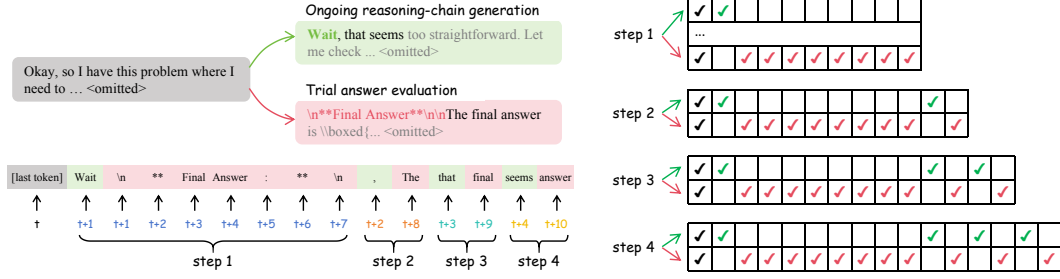 Ongoing reasoning-chain generation
Wait, that seems too straightforward. Let
me check ... <omitted>
Okay, so I have this problem where I
need to … <omitted>
Trial answer evaluation
\n**Final Answer**\n\nThe final answer
is \\boxed{... <omitted>
[last token] Wait \n ** Final Answer : ** \n , The that final seems answer
t t+1 t+1 t+2 t+3 t+4 t+5 t+6 t+7 t+2 t+8 t+3 t+9 t+4 t+10
step 1 step 2 step 3 step 4
step 1
...
step 2
step 3
step 4